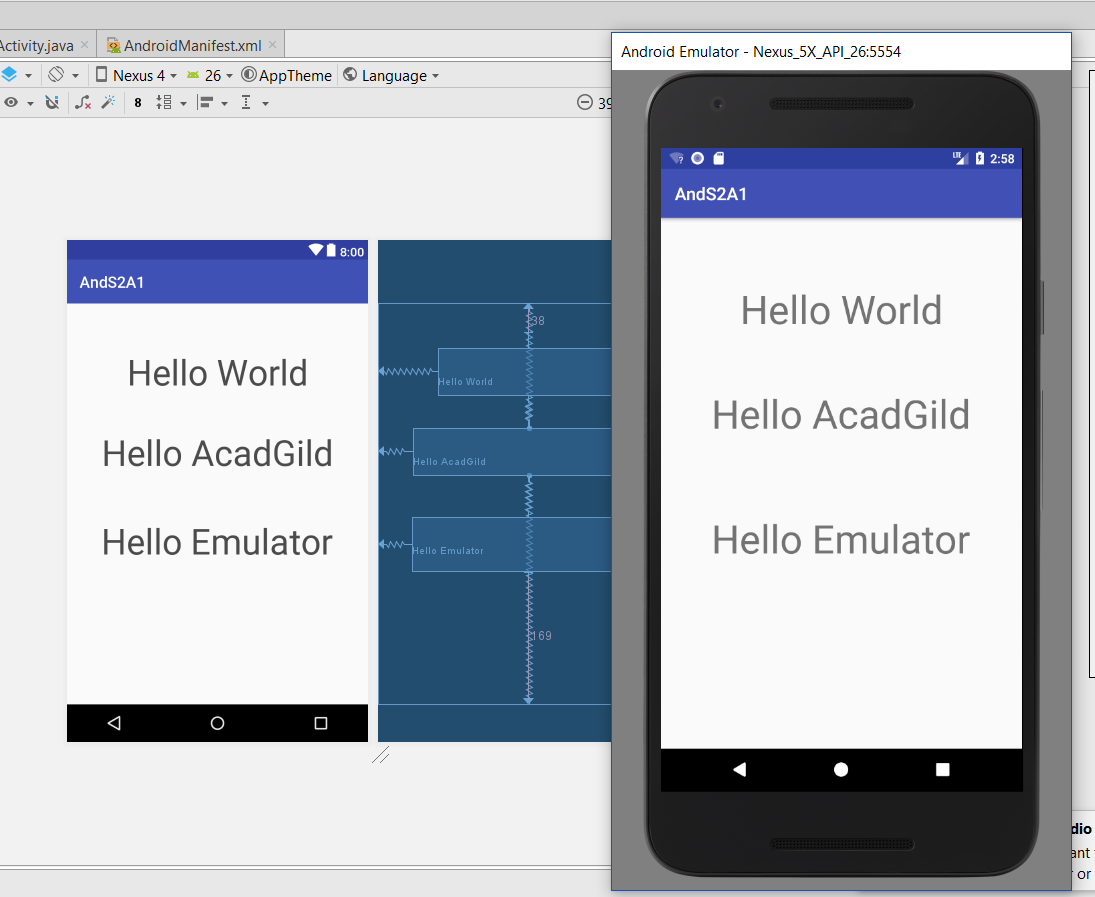 Activity.java
AndroidManifest.xml
Nexus 4
26
AppTheme
Language
8
39
8:00
AndS2A1
Hello World
Hello AcadGild
Hello Emulator
38
Hello World
Hello AcadGild
Hello Emulator
169
Android Emulator - Nexus_5X_API_26:5554
LTE
2:58
AndS2A1
Hello World
Hello AcadGild
Hello Emulator
dio
ant
r or